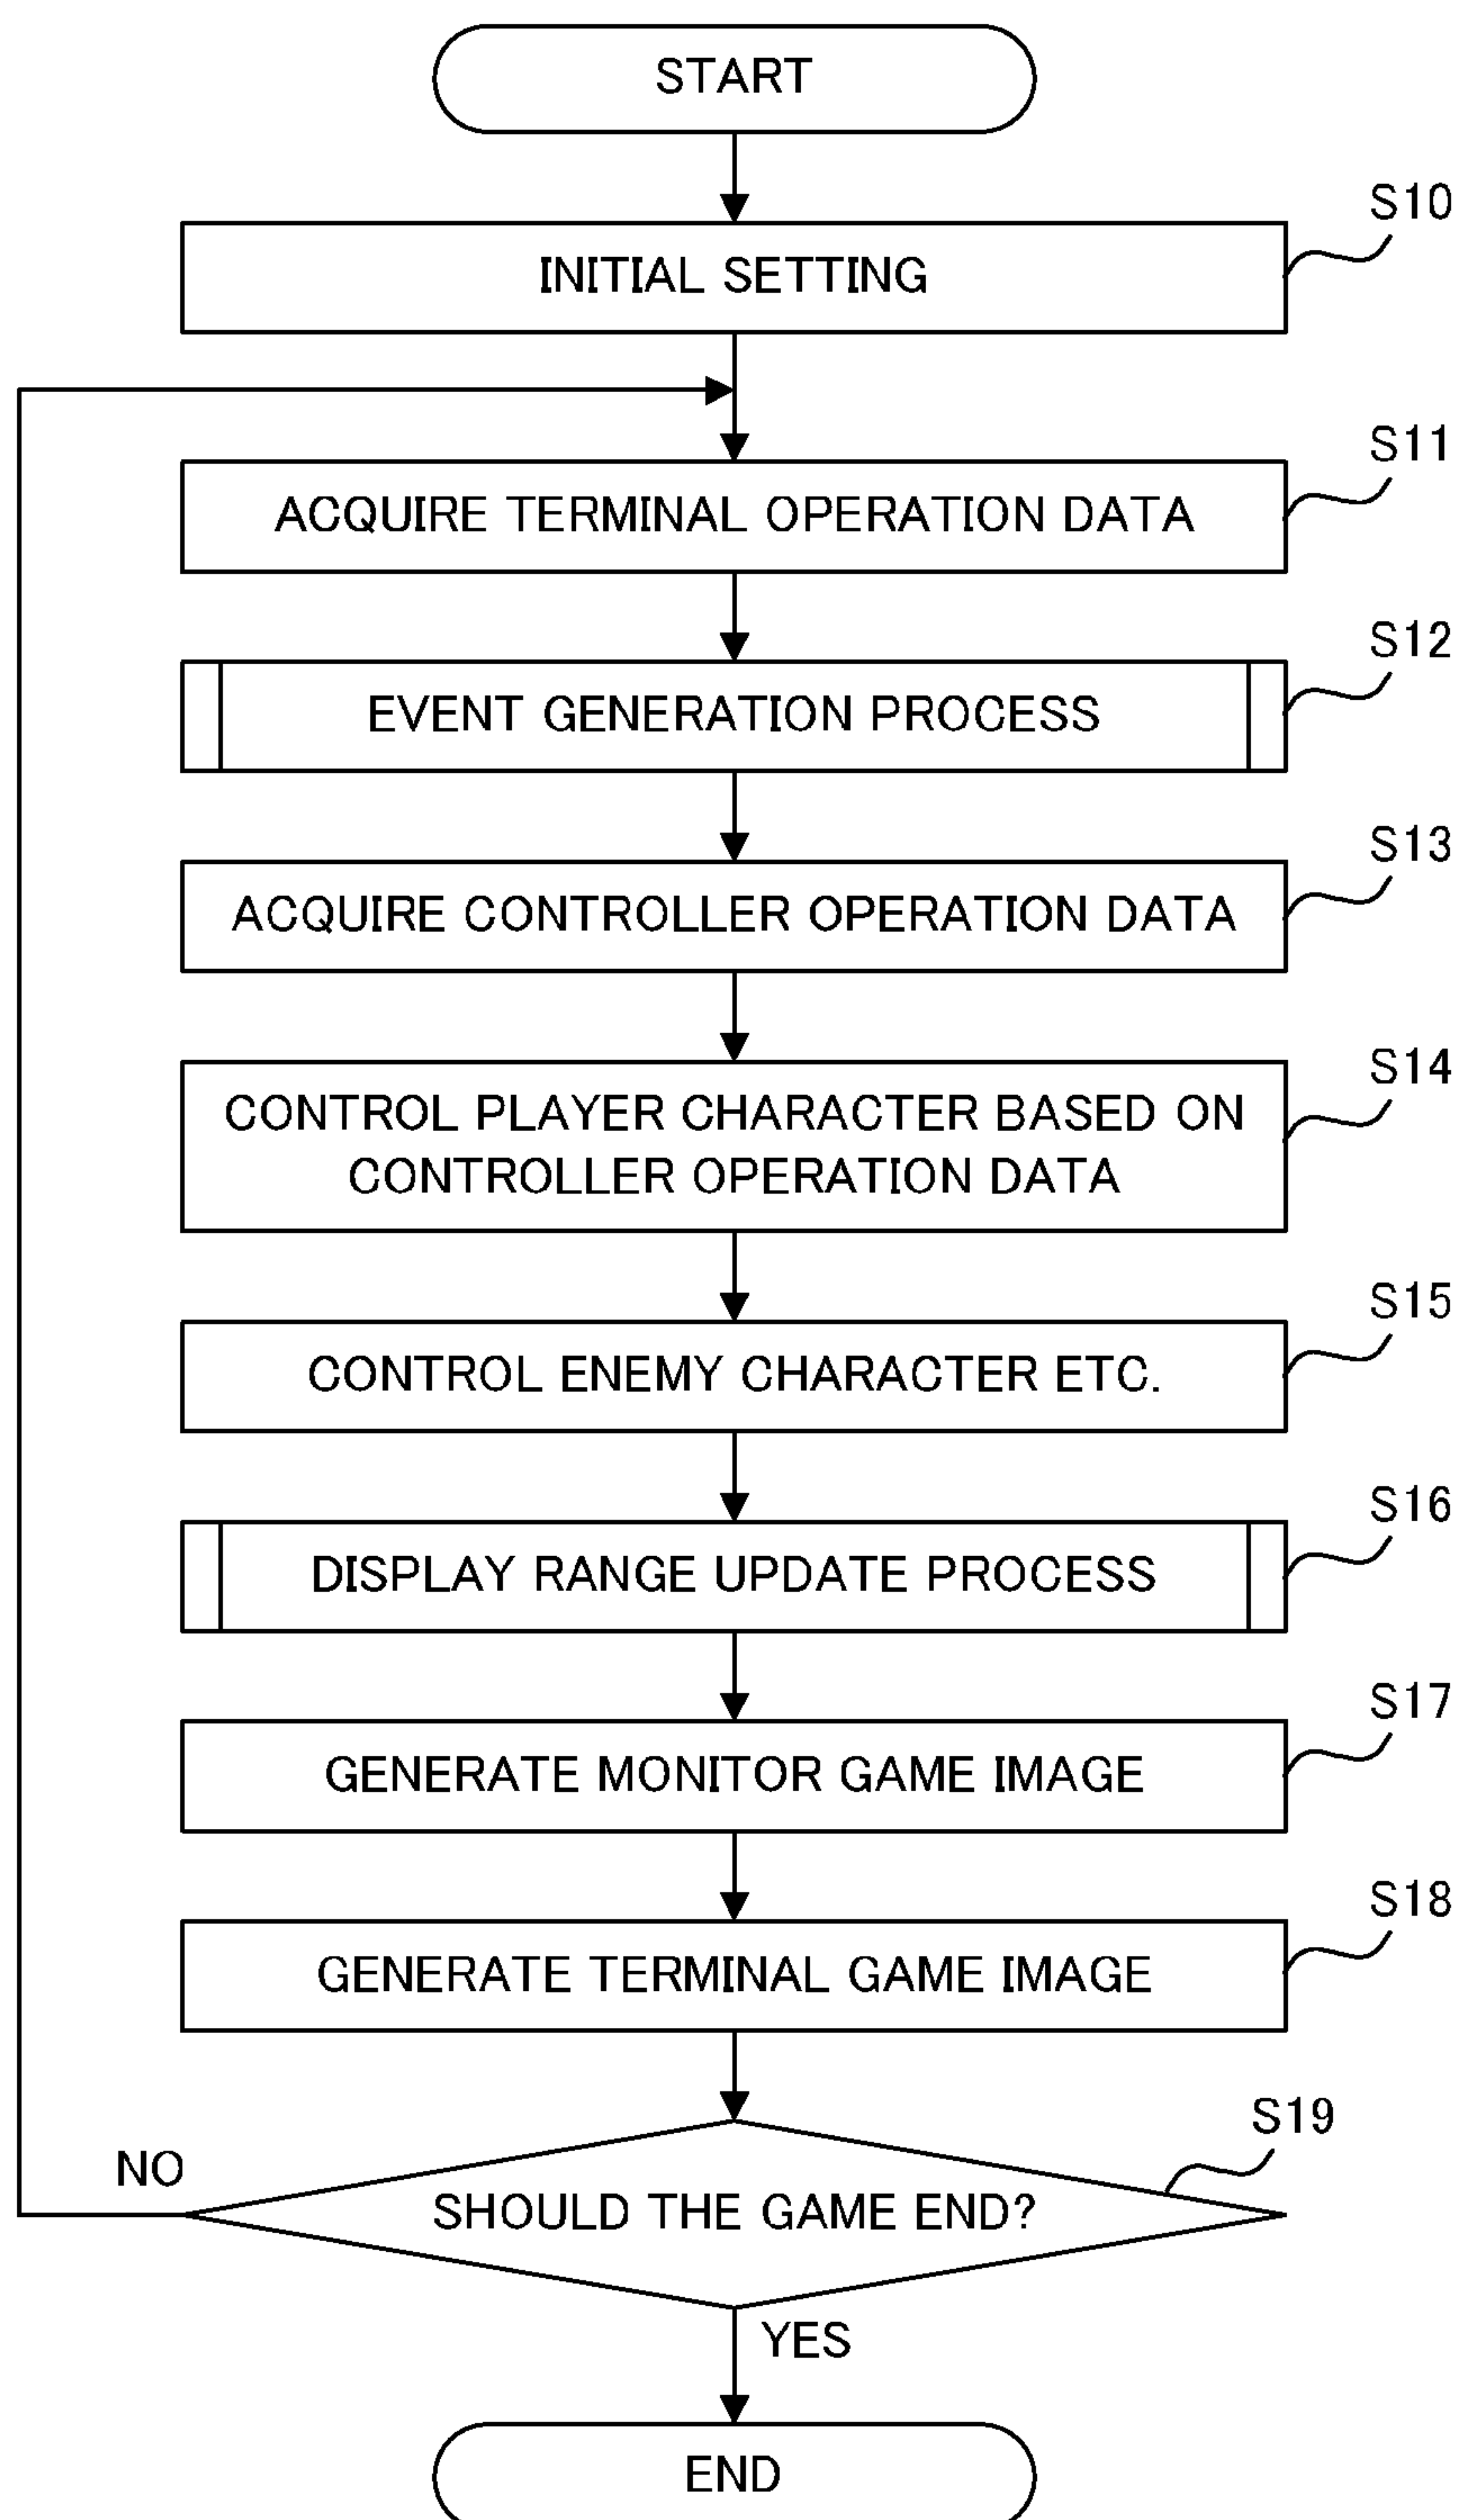 START
S10
INITIAL SETTING
S11
ACQUIRE TERMINAL OPERATION DATA
S12
EVENT GENERATION PROCESS
S13
ACQUIRE CONTROLLER OPERATION DATA
S14
CONTROL PLAYER CHARACTER BASED ON
CONTROLLER OPERATION DATA
S15
CONTROL ENEMY CHARACTER ETC.
S16
DISPLAY RANGE UPDATE PROCESS
S17
GENERATE MONITOR GAME IMAGE
S18
GENERATE TERMINAL GAME IMAGE
S19
NO
SHOULD THE GAME END?
YES
END